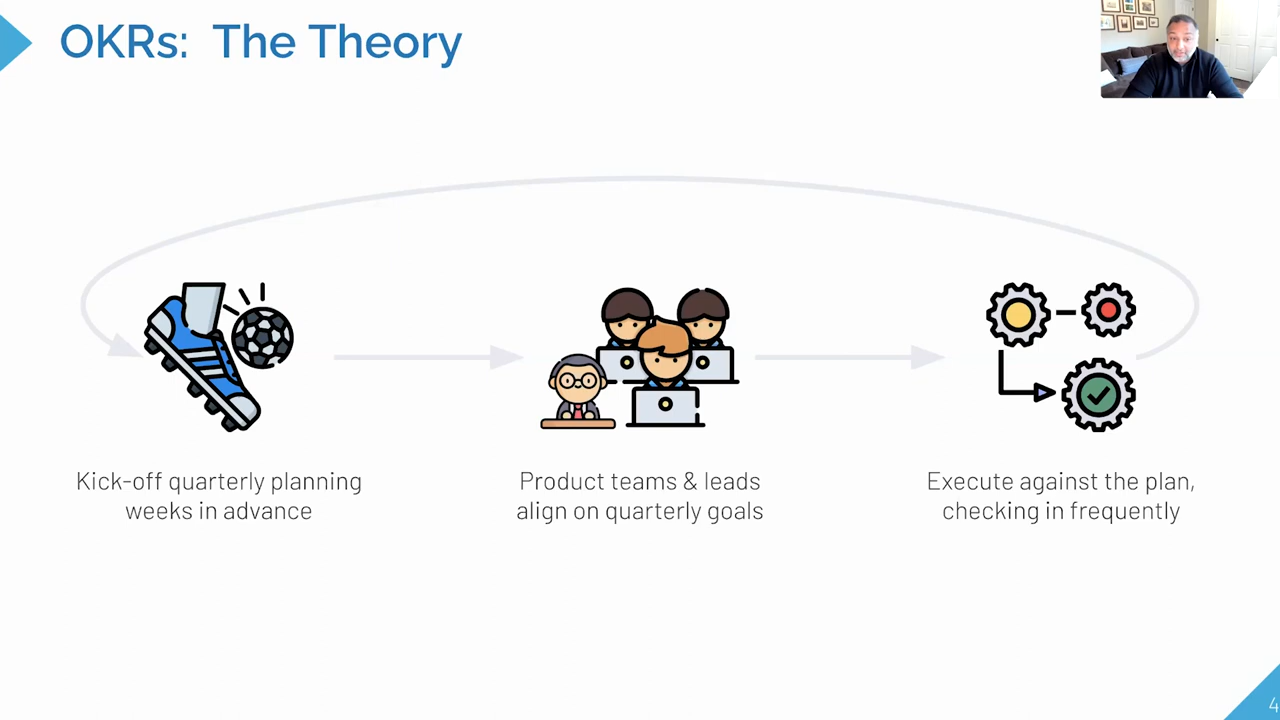 OKRs: The Theory
Kick-off quarterly planning
weeks in advance
Product teams & leads
align on quarterly goals
Execute against the plan,
checking in frequently
4